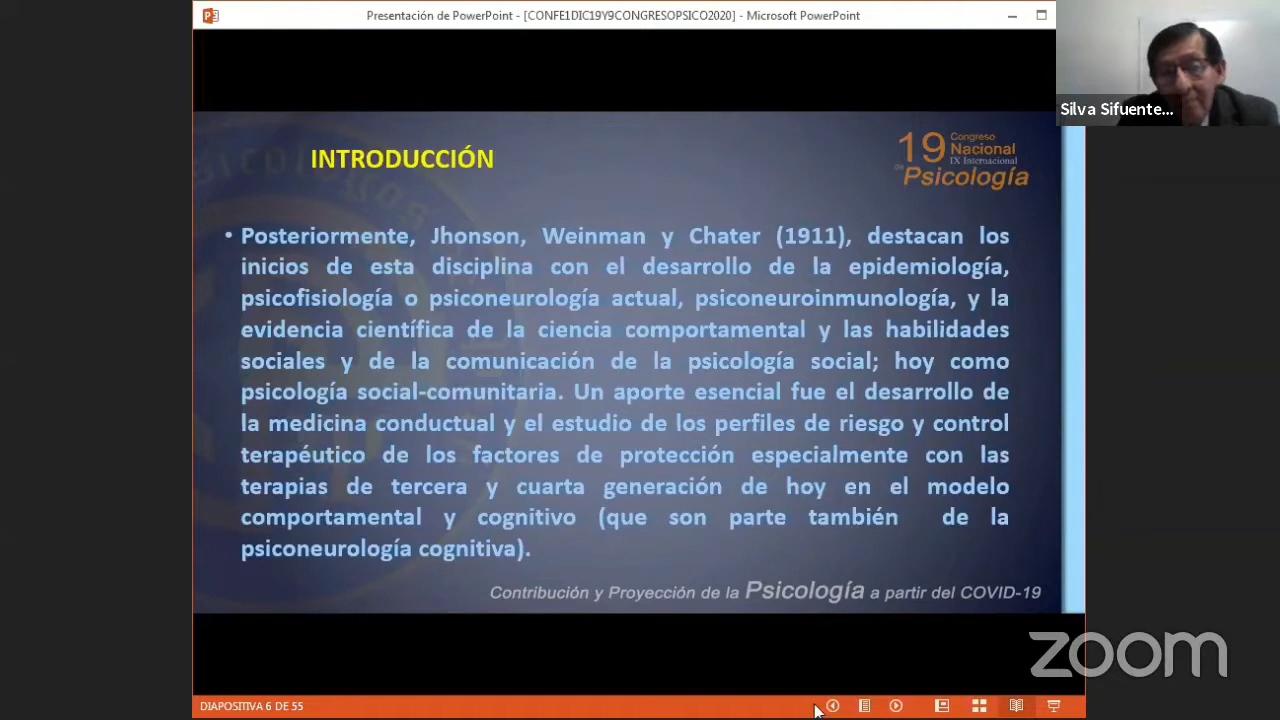 Presentación de PowerPoint - [CONFE1DIC19Y9CONGRESOPSICO2020] - Microsoft PowerPoint
Silva Sifuente...
INTRODUCCIÓN
19 Congreso
Nacional
IX Internacional
de Psicología
• Posteriormente, Jhonson, Weinman y Chater (1911), destacan los
inicios de esta disciplina con el desarrollo de la epidemiología,
psicofisiología o psiconeurología actual, psiconeuroinmunología, y la
evidencia científica de la ciencia comportamental y las habilidades
sociales y de la comunicación de la psicología social; hoy como
psicología social-comunitaria. Un aporte esencial fue el desarrollo de
la medicina conductual y el estudio de los perfiles de riesgo y control
terapéutico de los factores de protección especialmente con las
terapias de tercera y cuarta generación de hoy en el modelo
comportamental y cognitivo (que son parte también de la
psiconeurología cognitiva).
Contribución y Proyección de la Psicología a partir del COVID-19
zoom
DIAPOSITIVA 6 DE 55